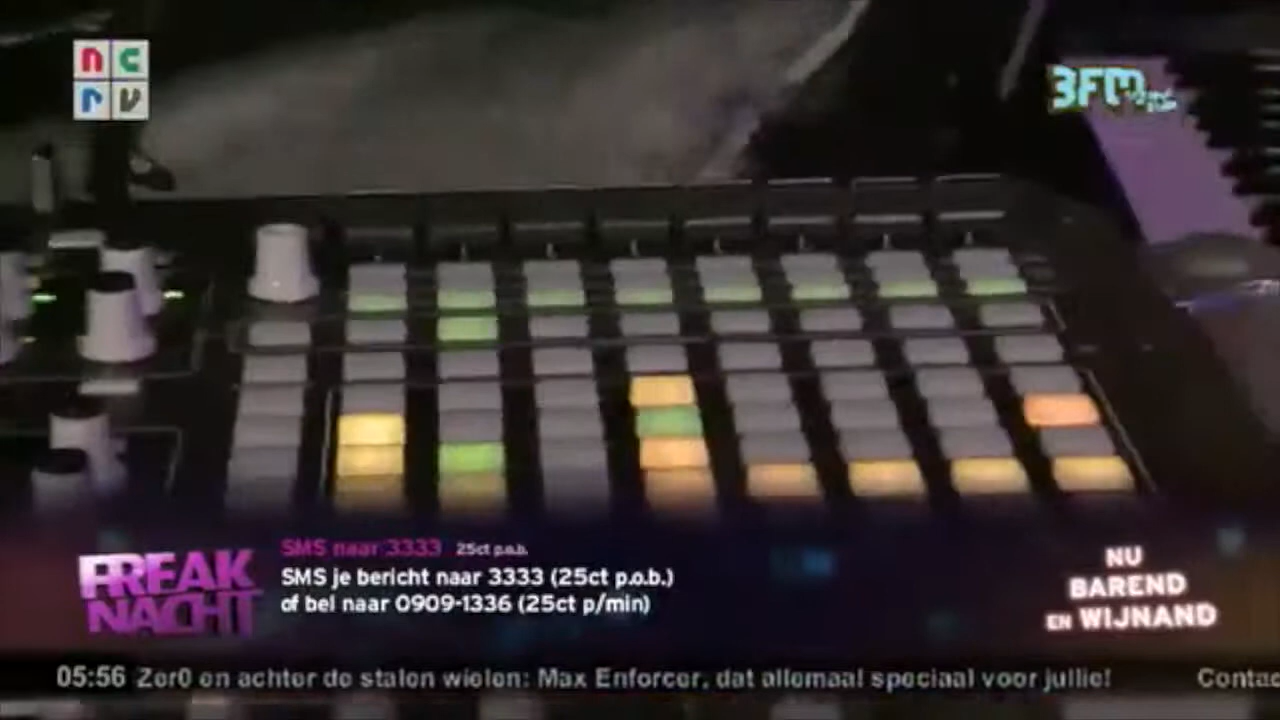 nc
rv
3FM
FREAK
NACHT
SMS naar 3333 25ct p.o.b.
SMS je bericht naar 3333 (25ct p.o.b.)
of bel naar 0909-1336 (25ct p/min)
NU
BAREND
EN WIJNAND
05:56 Zer0 en achter de stalen wielen: Max Enforcer, dat allemaal speciaal voor jullie! Contac